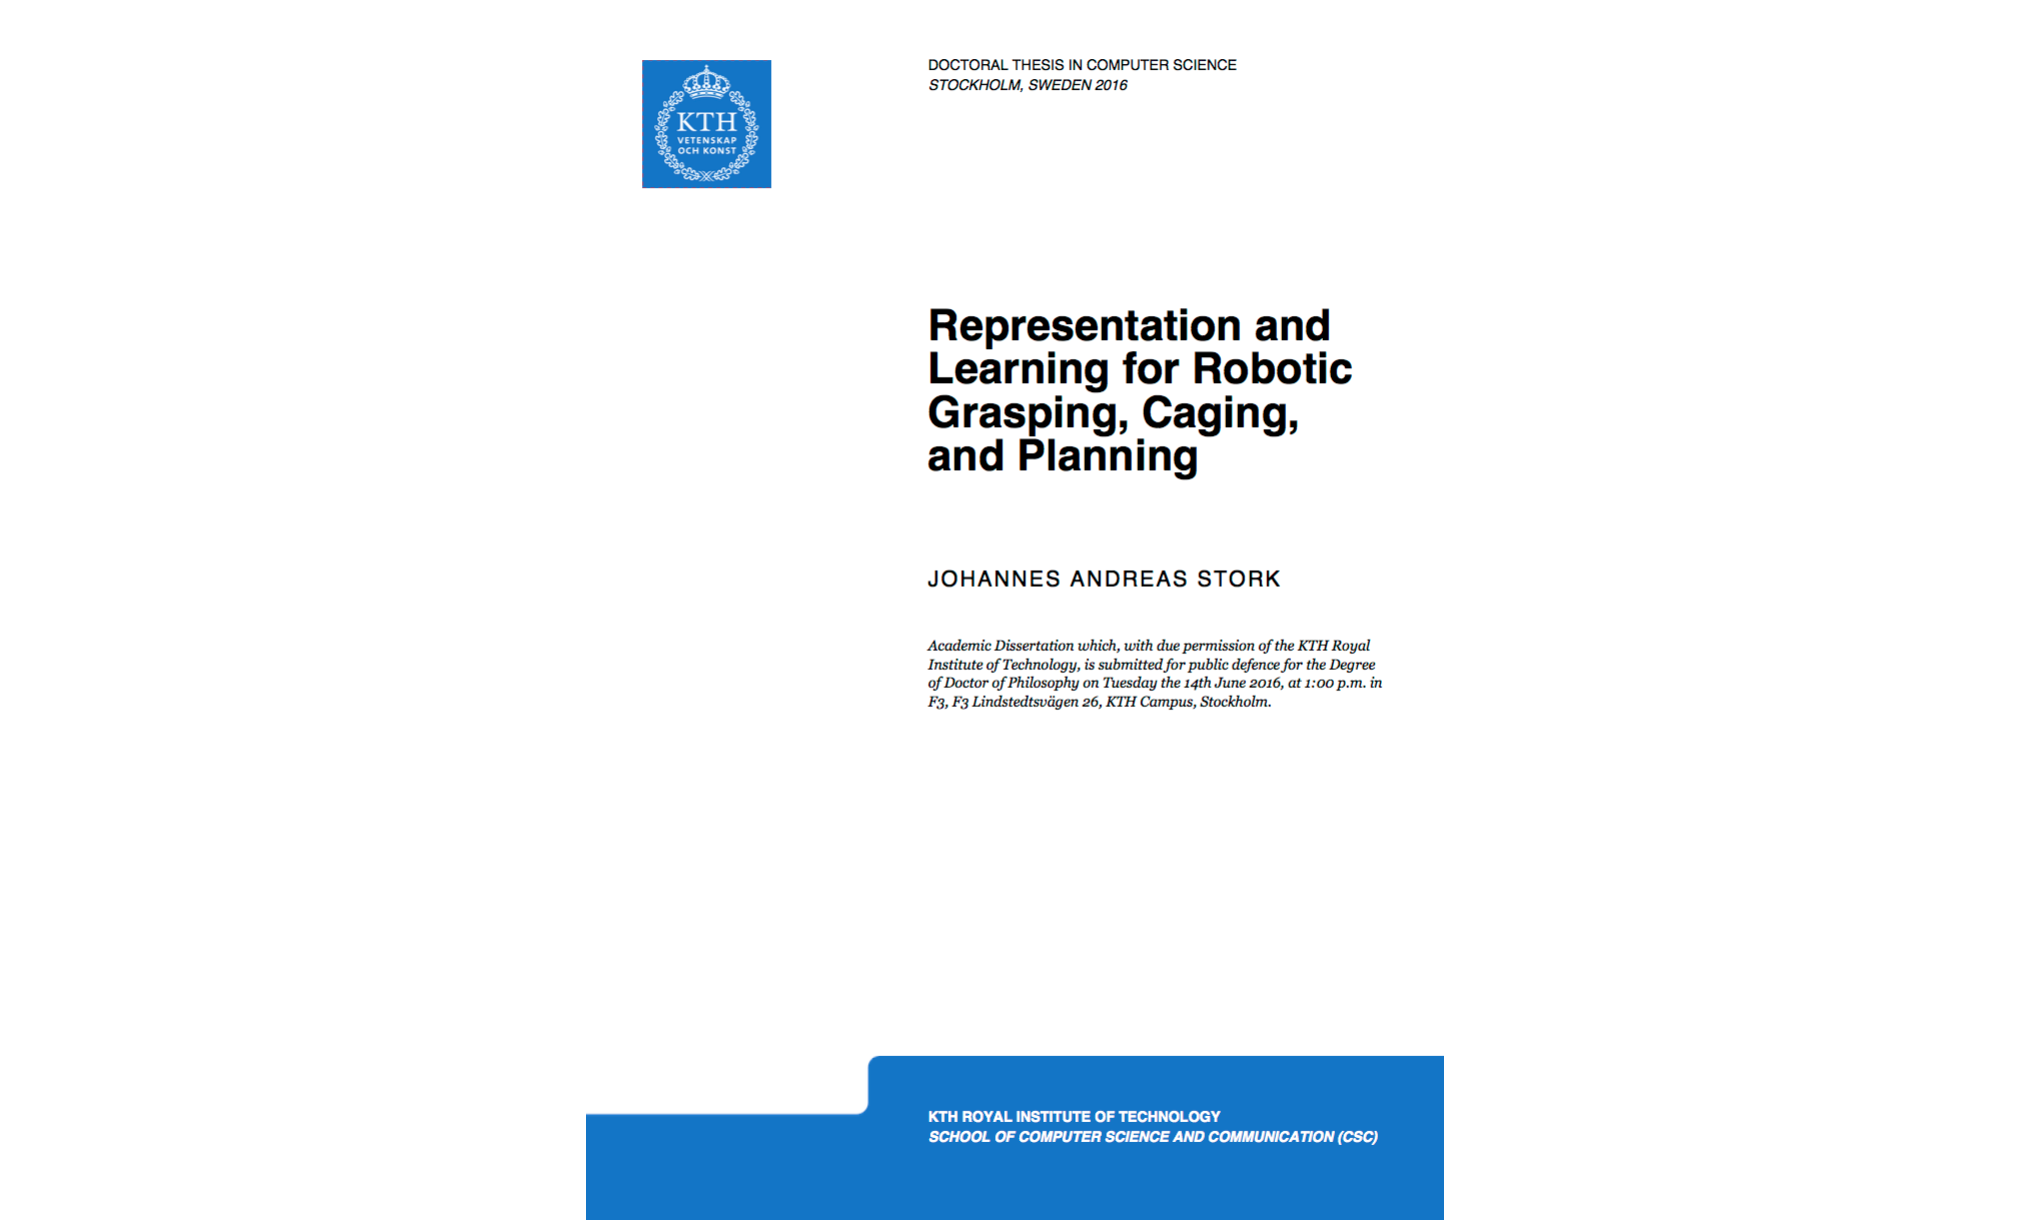 KTH
VETENSKAP
OCH KONST
DOCTORAL THESIS IN COMPUTER SCIENCE
STOCKHOLM, SWEDEN 2016
Representation and
Learning for Robotic
Grasping, Caging,
and Planning
JOHANNES ANDREAS STORK
Academic Dissertation which, with due permission of the KTH Royal
Institute of Technology, is submitted for public defence for the Degree
of Doctor of Philosophy on Tuesday the 14th June 2016, at 1:00 p.m. in
F3, F3 Lindstedtsvägen 26, KTH Campus, Stockholm.
KTH ROYAL INSTITUTE OF TECHNOLOGY
SCHOOL OF COMPUTER SCIENCE AND COMMUNICATION (CSC)